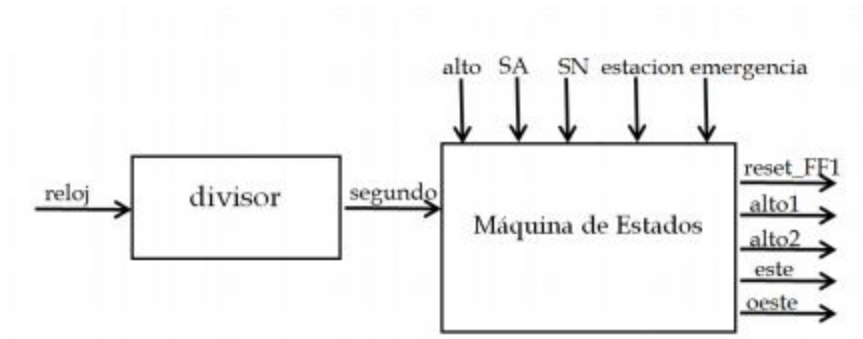 alto SA SN estacion emergencia
reloj
divisor
segundo
Máquina de Estados
reset_FF1
alto1
alto2
este
oeste